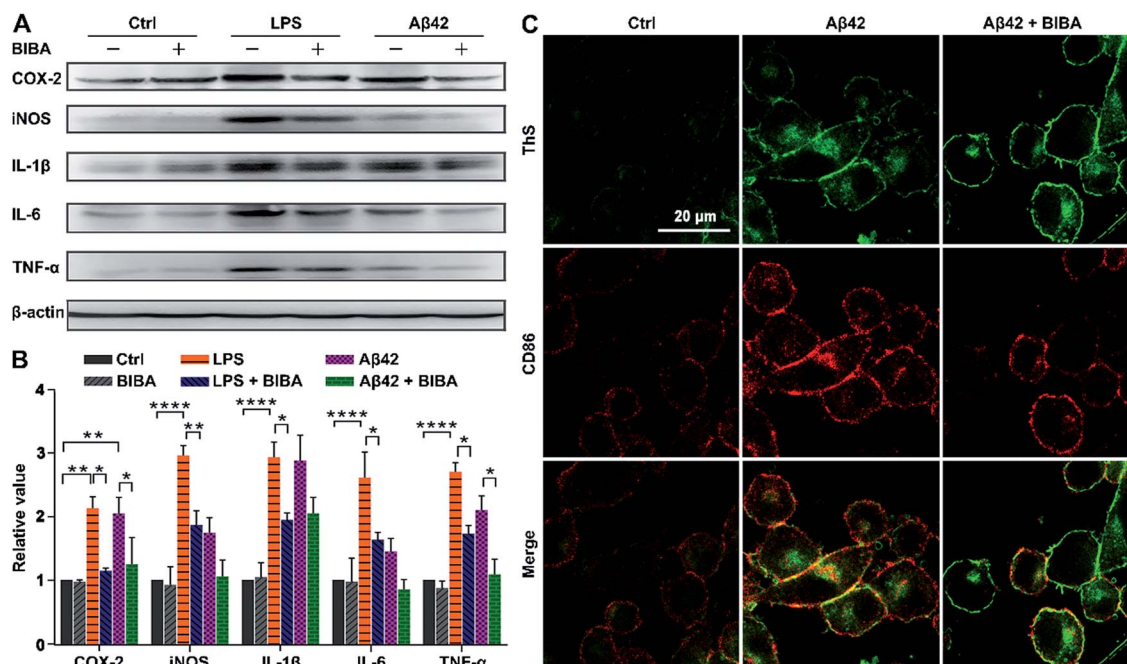 A
Ctrl LPS Aβ42
BIBA − + − + − +
COX-2
iNOS
IL-1β
IL-6
TNF-α
β-actin
B
Ctrl LPS Aβ42
BIBA LPS + BIBA Aβ42 + BIBA
Relative value
4
3
2
1
0
** ** * *
**** **
**** *
**** *
**** * *
COX-2 iNOS IL-1β IL-6 TNF-α
C
Ctrl Aβ42 Aβ42 + BIBA
ThS
20 µm
CD86
Merge